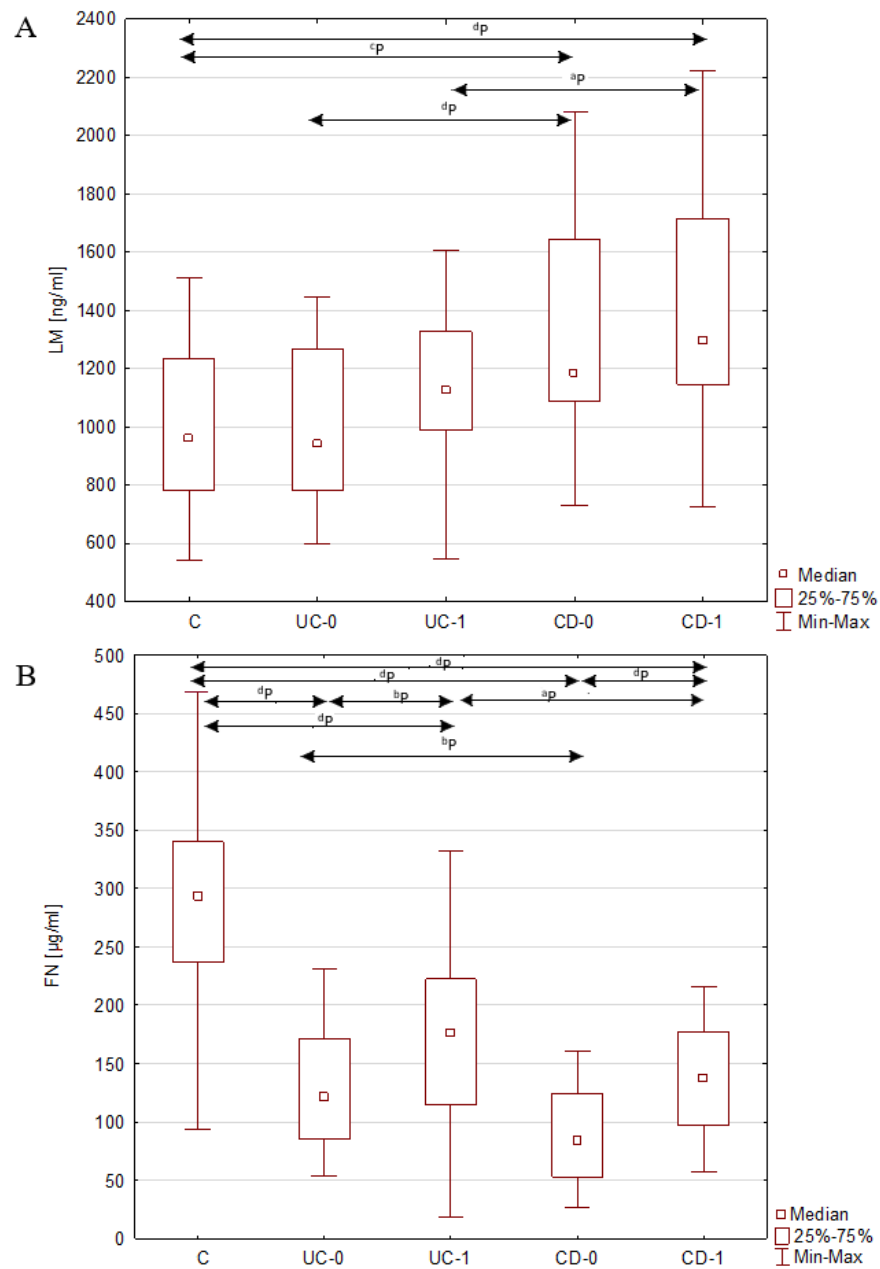 A
2400
2200
2000
1800
1600
1400
1200
1000
800
600
400
LM [ng/ml]
dp
cp
ap
dp
C UC-0 UC-1 CD-0 CD-1
Median
25%-75%
Min-Max
B
500
450
400
350
300
250
200
150
100
50
0
FN [µg/ml]
dp
dp dp
dp bp ap
dp
bp
C UC-0 UC-1 CD-0 CD-1
Median
25%-75%
Min-Max